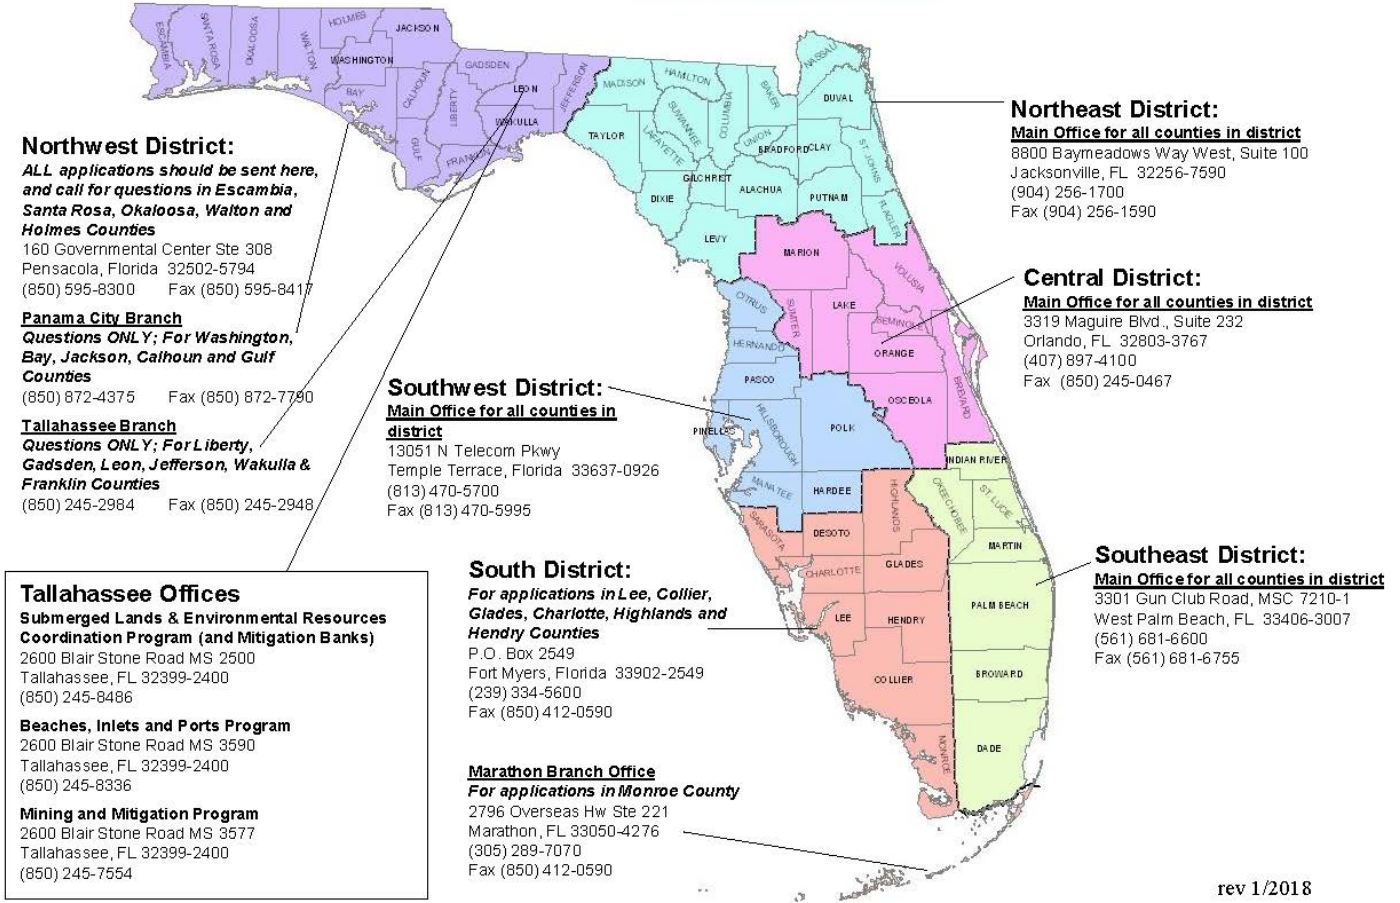 Northwest District:
ALL applications should be sent here,
and call for questions in Escambia,
Santa Rosa, Okaloosa, Walton and
Holmes Counties
160 Governmental Center Ste 308
Pensacola, Florida 32502-5794
(850) 595-8300 Fax (850) 595-8417
Panama City Branch
Questions ONLY; For Washington,
Bay, Jackson, Calhoun and Gulf
Counties
(850) 872-4375 Fax (850) 872-7790
Tallahassee Branch
Questions ONLY; For Liberty,
Gadsden, Leon, Jefferson, Wakulla &
Franklin Counties
(850) 245-2984 Fax (850) 245-2948
Tallahassee Offices
Submerged Lands & Environmental Resources
Coordination Program (and Mitigation Banks)
2600 Blair Stone Road MS 2500
Tallahassee, FL 32399-2400
(850) 245-8486
Beaches, Inlets and Ports Program
2600 Blair Stone Road MS 3590
Tallahassee, FL 32399-2400
(850) 245-8336
Mining and Mitigation Program
2600 Blair Stone Road MS 3577
Tallahassee, FL 32399-2400
(850) 245-7554
Southwest District:
Main Office for all counties in
district
13051 N Telecom Pkwy
Temple Terrace, Florida 33637-0926
(813) 470-5700
Fax (813) 470-5995
South District:
For applications in Lee, Collier,
Glades, Charlotte, Highlands and
Hendry Counties
P.O. Box 2549
Fort Myers, Florida 33902-2549
(239) 334-5600
Fax (850) 412-0590
Marathon Branch Office
For applications in Monroe County
2796 Overseas Hw Ste 221
Marathon, FL 33050-4276
(305) 289-7070
Fax (850) 412-0590
Northeast District:
Main Office for all counties in district
8800 Baymeadows Way West, Suite 100
Jacksonville, FL 32256-7590
(904) 256-1700
Fax (904) 256-1590
Central District:
Main Office for all counties in district
3319 Maguire Blvd., Suite 232
Orlando, FL 32803-3767
(407) 897-4100
Fax (850) 245-0467
Southeast District:
Main Office for all counties in district
3301 Gun Club Road, MSC 7210-1
West Palm Beach, FL 33406-3007
(561) 681-6600
Fax (561) 681-6755
ESCAMBIA
SANTA ROSA
OKALOOSA
WALTON
HOLMES
JACKSON
WASHINGTON
BAY
CALHOUN
GULF
LIBERTY
GADSDEN
LEON
WAKULLA
FRANKLIN
JEFFERSON
MADISON
HAMILTON
TAYLOR
SUWANNEE
LAFAYETTE
COLUMBIA
BAKER
NASSAU
DUVAL
UNION
BRADFORD
CLAY
ST. JOHNS
GILCHRIST
DIXIE
ALACHUA
PUTNAM
FLAGLER
LEVY
MARION
VOLUSIA
CITRUS
SUMTER
LAKE
SEMINOLE
HERNANDO
ORANGE
PASCO
OSCEOLA
BREVARD
PINELLAS
HILLSBOROUGH
POLK
INDIAN RIVER
MANATEE
HARDEE
HIGHLANDS
OKEECHOBEE
ST. LUCIE
SARASOTA
DESOTO
MARTIN
CHARLOTTE
GLADES
LEE
HENDRY
PALM BEACH
COLLIER
BROWARD
MONROE
DADE
rev 1/2018